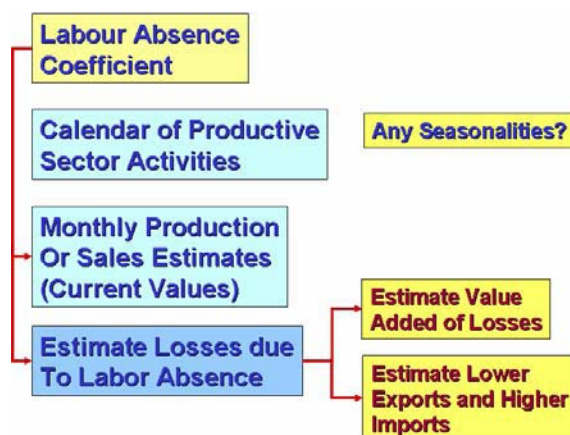 Labour Absence
Coefficient
Calendar of Productive
Sector Activities
Any Seasonalities?
Monthly Production
Or Sales Estimates
(Current Values)
Estimate Losses due
To Labor Absence
Estimate Value
Added of Losses
Estimate Lower
Exports and Higher
Imports